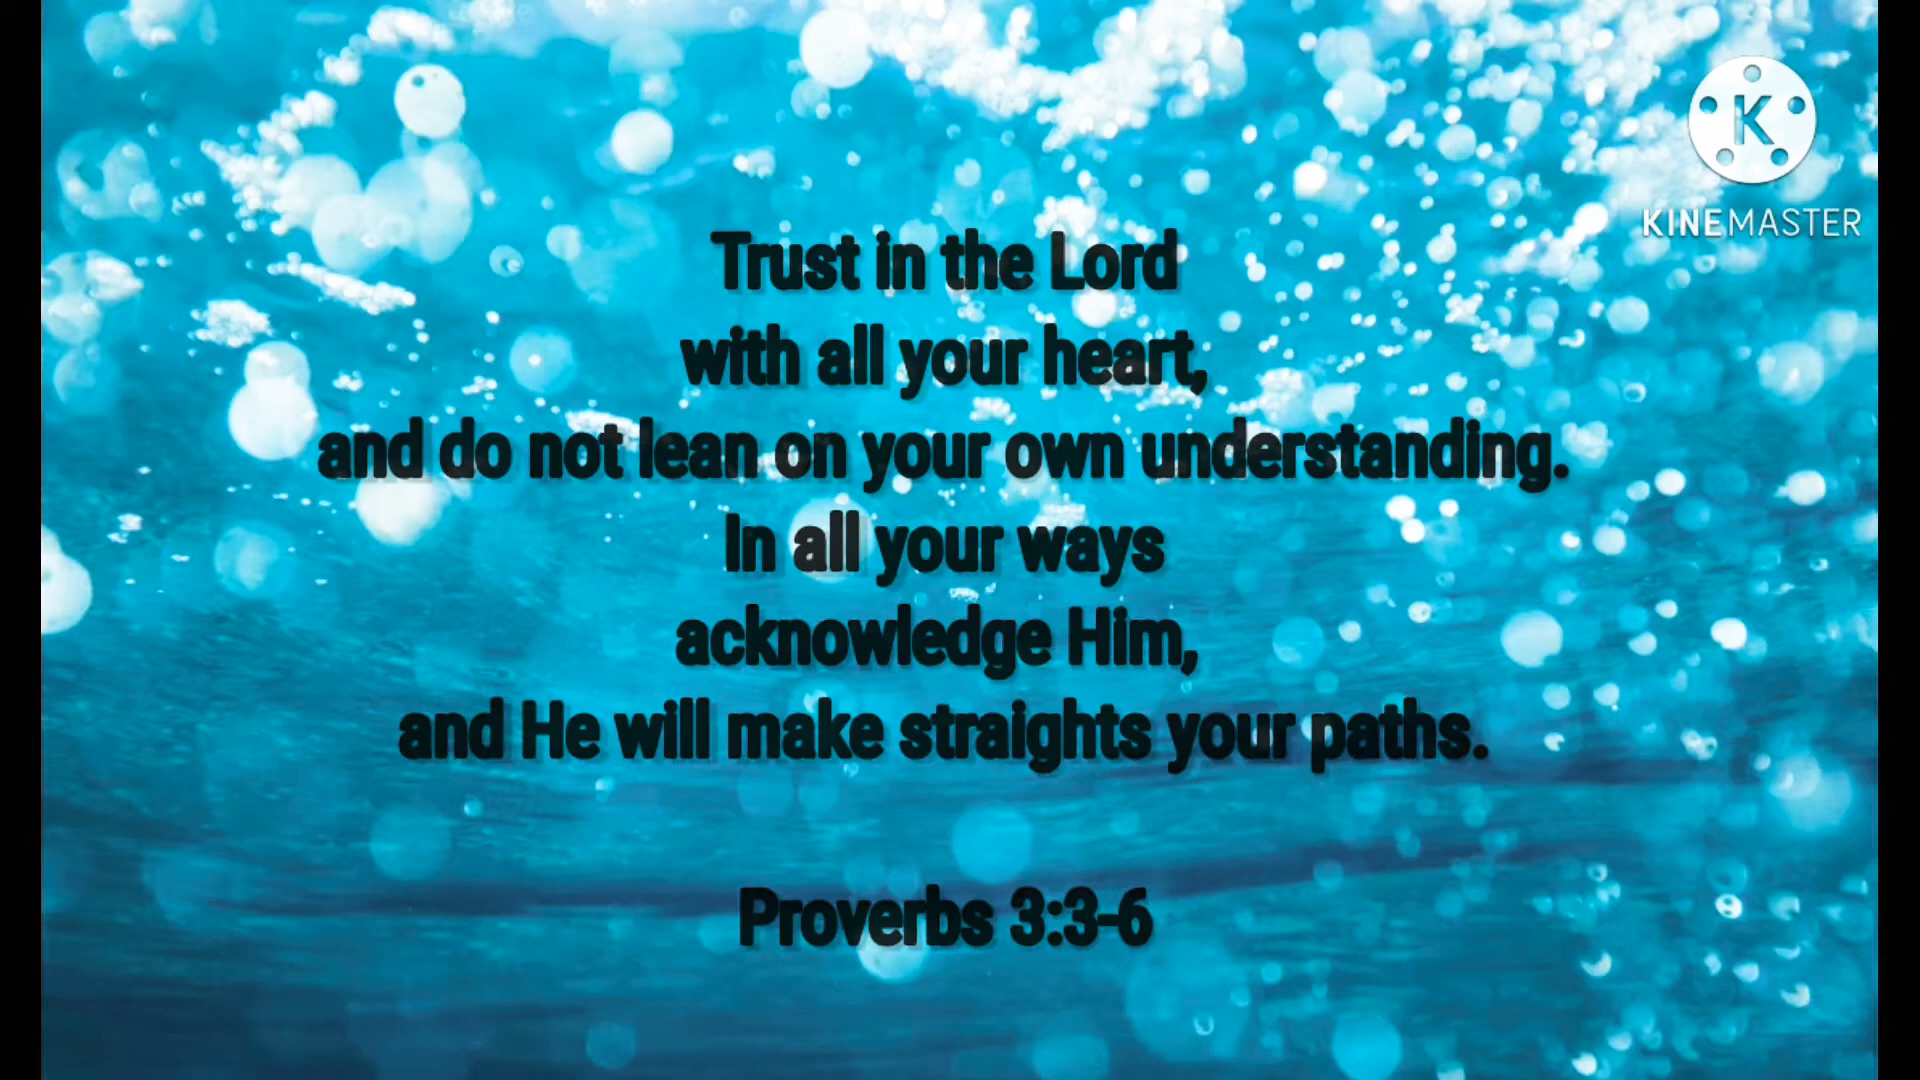 K
KINEMASTER
Trust in the Lord
with all your heart,
and do not lean on your own understanding.
In all your ways
acknowledge Him,
and He will make straights your paths.
Proverbs 3:3-6